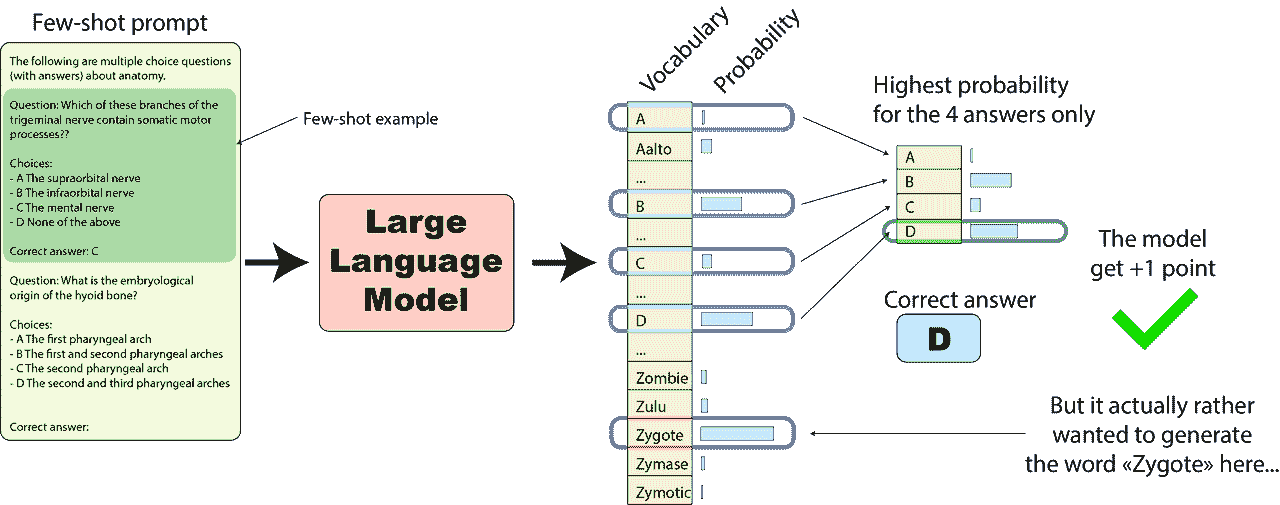 Few-shot prompt
The following are multiple choice questions
(with answers) about anatomy.
Question: Which of these branches of the
trigeminal nerve contain somatic motor
processes??
Choices:
- A The supraorbital nerve
- B The infraorbital nerve
- C The mental nerve
- D None of the above
Correct answer: C
Question: What is the embryological
origin of the hyoid bone?
Choices:
- A The first pharyngeal arch
- B The first and second pharyngeal arches
- C The second pharyngeal arch
- D The second and third pharyngeal arches
Correct answer:
Few-shot example
Large
Language
Model
Vocabulary
Probability
A
Aalto
...
B
...
C
...
D
...
Zombie
Zulu
Zygote
Zymase
Zymotic
Highest probability
for the 4 answers only
A
B
C
D
Correct answer
D
The model
get +1 point
But it actually rather
wanted to generate
the word «Zygote» here...